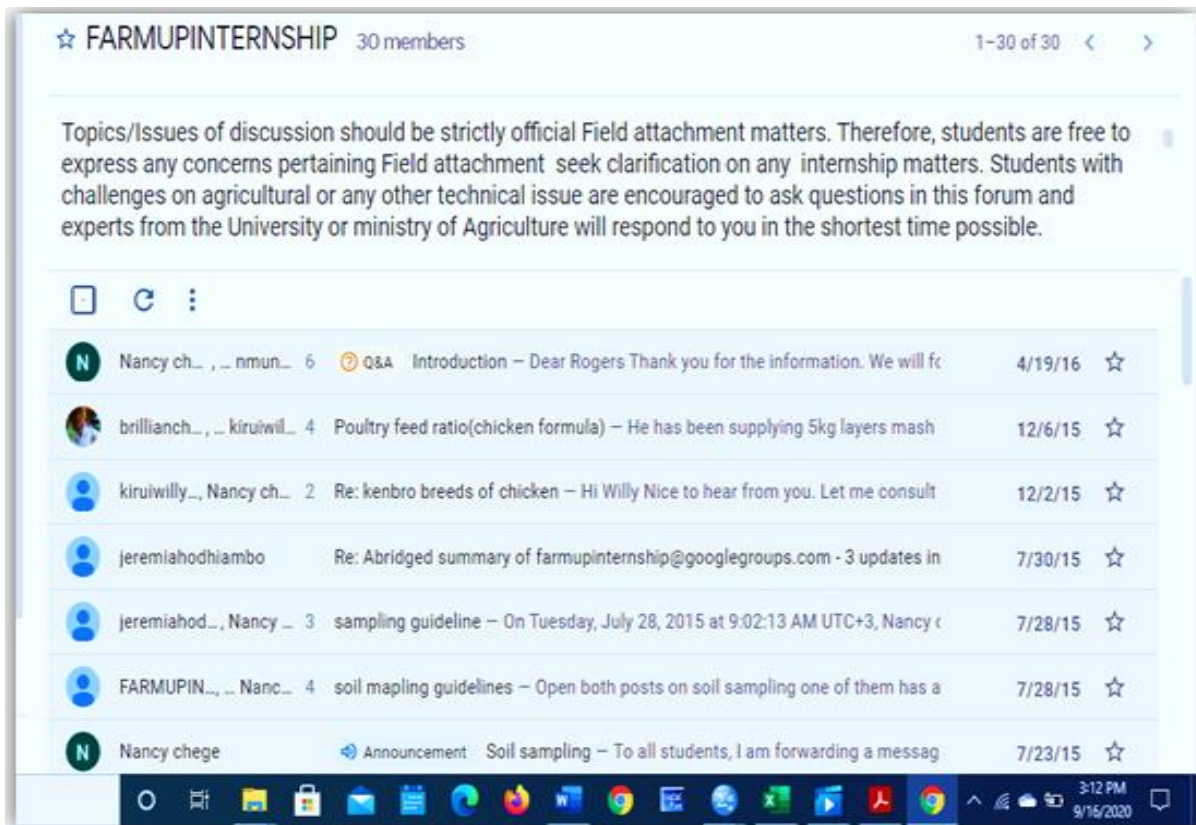 FARMUPINTERNSHIP 30 members 1–30 of 30
Topics/Issues of discussion should be strictly official Field attachment matters. Therefore, students are free to
express any concerns pertaining Field attachment seek clarification on any internship matters. Students with
challenges on agricultural or any other technical issue are encouraged to ask questions in this forum and
experts from the University or ministry of Agriculture will respond to you in the shortest time possible.
N Nancy ch... , ... nmun... 6 Q&A Introduction – Dear Rogers Thank you for the information. We will fc 4/19/16
brillianch... , ... kiruiwil... 4 Poultry feed ratio(chicken formula) – He has been supplying 5kg layers mash 12/6/15
kiruiwilly..., Nancy ch... 2 Re: kenbro breeds of chicken – Hi Willy Nice to hear from you. Let me consult 12/2/15
jeremiahodhiambo Re: Abridged summary of farmupinternship@googlegroups.com - 3 updates in 7/30/15
jeremiahod..., Nancy ... 3 sampling guideline – On Tuesday, July 28, 2015 at 9:02:13 AM UTC+3, Nancy c 7/28/15
FARMUPIN..., ... Nanc... 4 soil mapling guidelines – Open both posts on soil sampling one of them has a 7/28/15
N Nancy chege Announcement Soil sampling – To all students, I am forwarding a messag 7/23/15
3:12 PM
9/16/2020